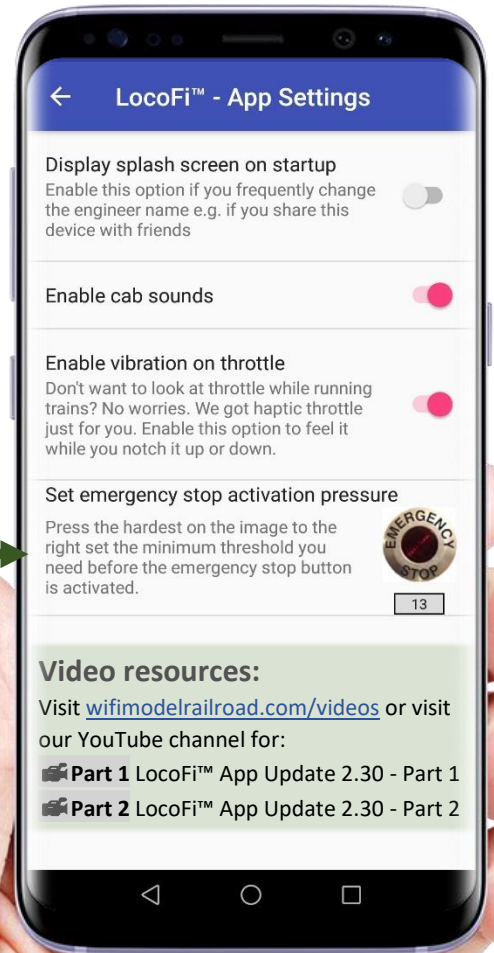 LocoFi™ - App Settings
Display splash screen on startup
Enable this option if you frequently change
the engineer name e.g. if you share this
device with friends
Enable cab sounds
Enable vibration on throttle
Don't want to look at throttle while running
trains? No worries. We got haptic throttle
just for you. Enable this option to feel it
while you notch it up or down.
Set emergency stop activation pressure
Press the hardest on the image to the
right set the minimum threshold you
need before the emergency stop button
is activated.
EMERGENCY
STOP
13
Video resources:
Visit wifimodelrailroad.com/videos or visit
our YouTube channel for:
Part 1 LocoFi™ App Update 2.30 - Part 1
Part 2 LocoFi™ App Update 2.30 - Part 2